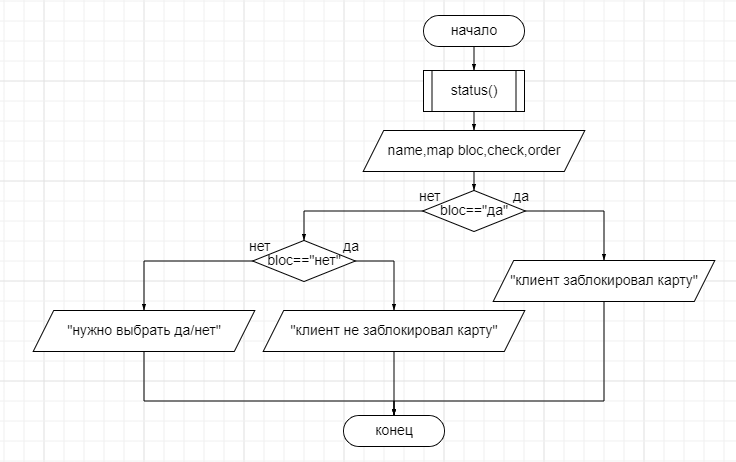 начало
status()
name,map bloc,check,order
нет
да
bloc=="да"
нет
да
bloc=="нет"
"клиент заблокировал карту"
"нужно выбрать да/нет"
"клиент не заблокировал карту"
конец